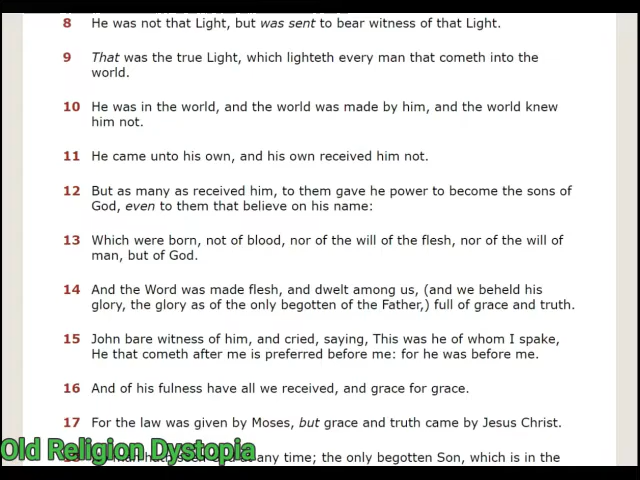 8 He was not that Light, but was sent to bear witness of that Light.
9 That was the true Light, which lighteth every man that cometh into the
world.
10 He was in the world, and the world was made by him, and the world knew
him not.
11 He came unto his own, and his own received him not.
12 But as many as received him, to them gave he power to become the sons of
God, even to them that believe on his name:
13 Which were born, not of blood, nor of the will of the flesh, nor of the will of
man, but of God.
14 And the Word was made flesh, and dwelt among us, (and we beheld his
glory, the glory as of the only begotten of the Father,) full of grace and truth.
15 John bare witness of him, and cried, saying, This was he of whom I spake,
He that cometh after me is preferred before me: for he was before me.
16 And of his fulness have all we received, and grace for grace.
17 For the law was given by Moses, but grace and truth came by Jesus Christ.
Old Religion Dystopia
any time; the only begotten Son, which is in the